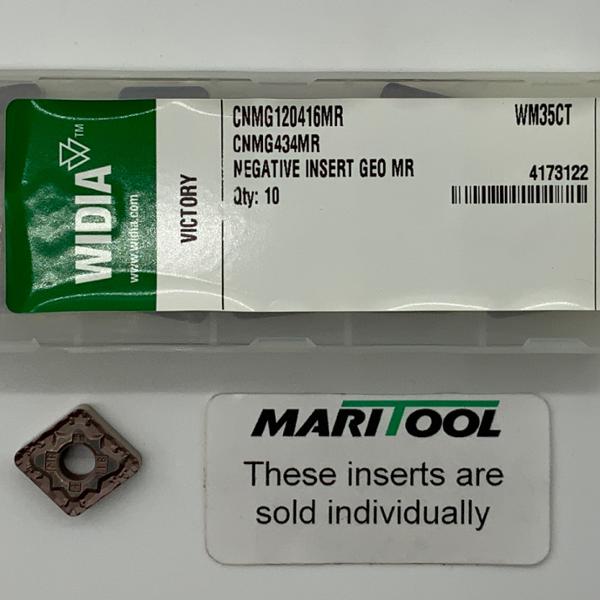 WIDIA™
www.widia.com
VICTORY
CNMG120416MR
WM35CT
CNMG434MR
NEGATIVE INSERT GEO MR
4173122
Qty: 10
MARITOOL
These inserts are
sold individually